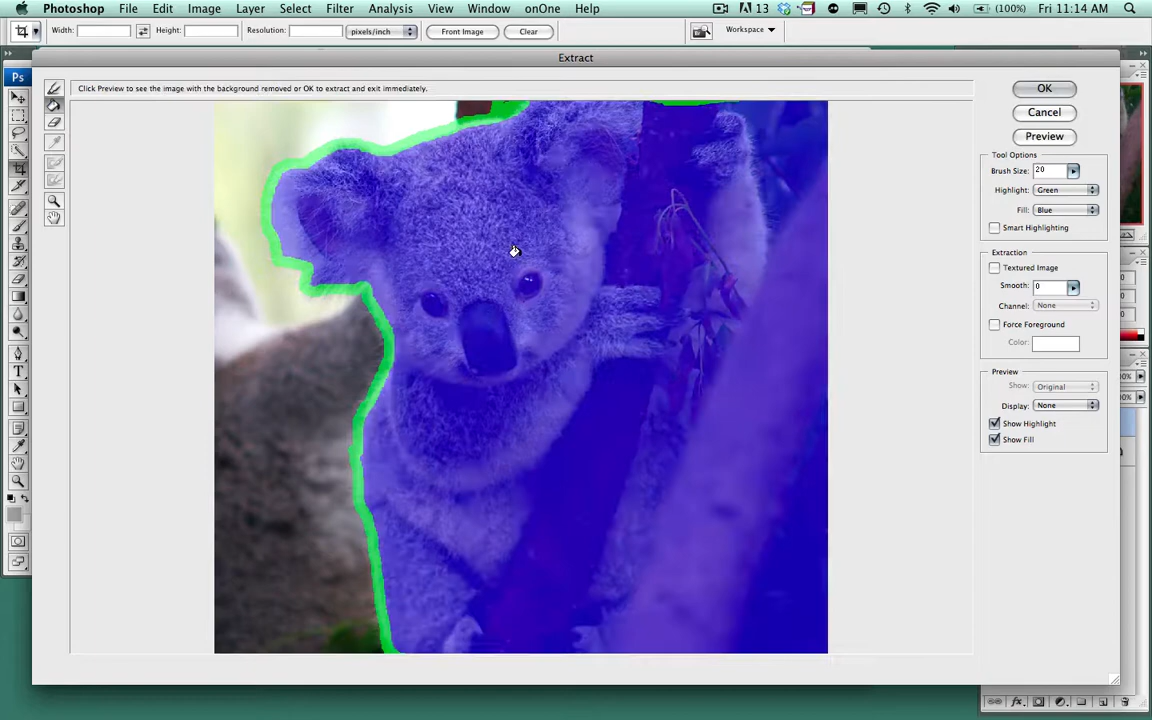 Photoshop File Edit Image Layer Select Filter Analysis View Window onOne Help 13 (100%) Fri 11:14 AM
Width: Height: Resolution: pixels/inch Front Image Clear Workspace
Extract
Ps
Click Preview to see the image with the background removed or OK to extract and exit immediately.
OK
Cancel
Preview
Tool Options
Brush Size: 20
Highlight: Green
Fill: Blue
Smart Highlighting
Extraction
Textured Image
Smooth: 0
Channel: None
Force Foreground
Color:
Preview
Show: Original
Display: None
Show Highlight
Show Fill
T
fx